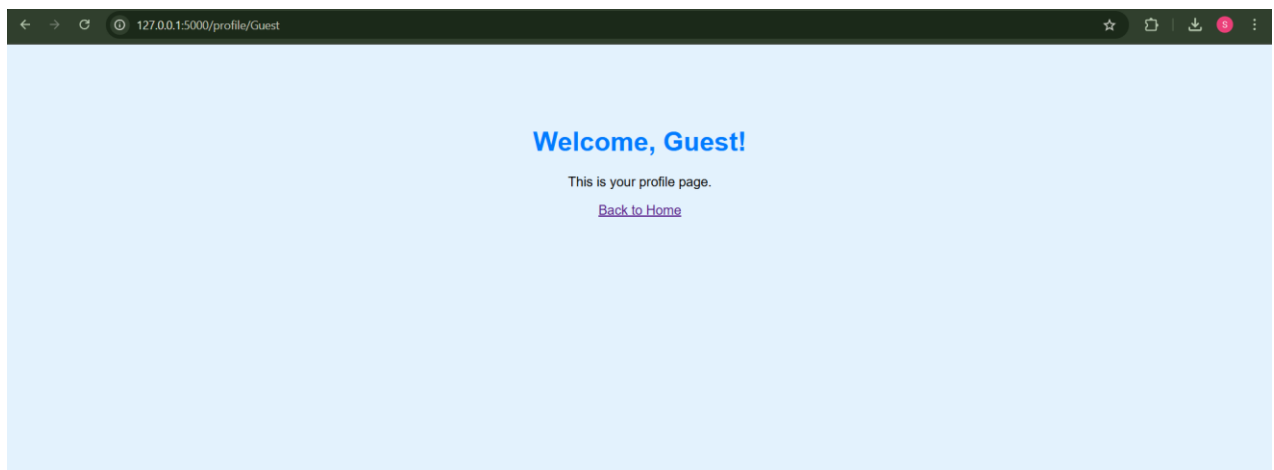 127.0.0.1:5000/profile/Guest
S
Welcome, Guest!
This is your profile page.
Back to Home